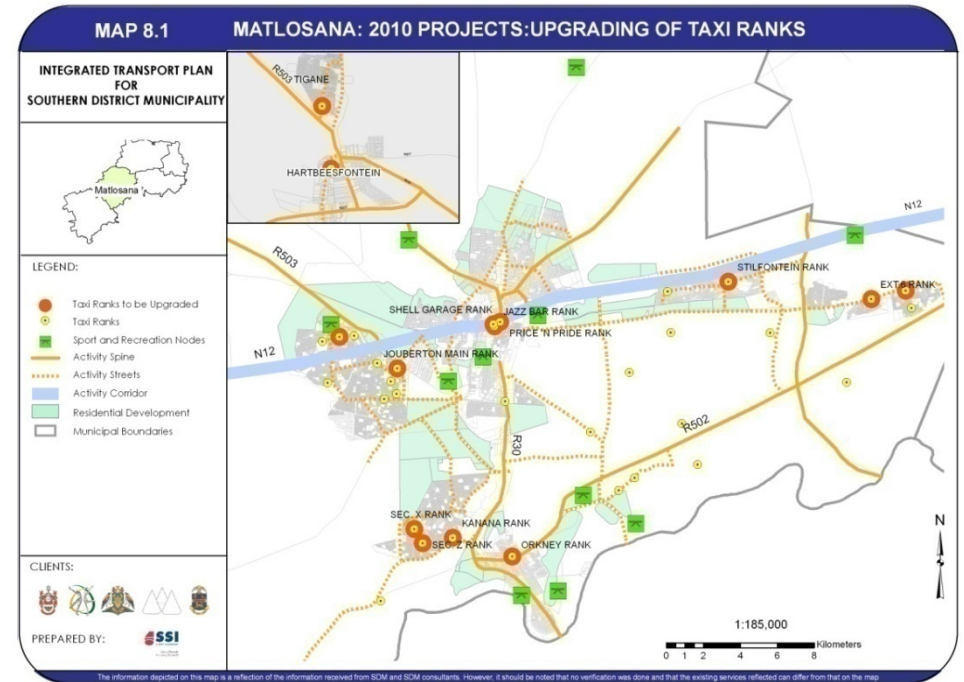 MAP 8.1
MATLOSANA: 2010 PROJECTS:UPGRADING OF TAXI RANKS
INTEGRATED TRANSPORT PLAN
FOR
SOUTHERN DISTRICT MUNICIPALITY
Matlosana
LEGEND:
Taxi Ranks to be Upgraded
Taxi Ranks
Sport and Recreation Nodes
Activity Spine
Activity Streets
Activity Corridor
Residential Development
Municipal Boundaries
CLIENTS:
PREPARED BY:
SSI
R503
TIGANE
HARTBEESFONTEIN
R503
N12
N12
STILFONTEIN RANK
EXT.6 RANK
SHELL GARAGE RANK
JAZZ BAR RANK
PRICE 'N PRIDE RANK
JOUBERTON MAIN RANK
R30
R502
SEC. X RANK
KANANA RANK
SEC. Z RANK
ORKNEY RANK
N
1:185,000
Kilometers
0 1 2 4 6 8
The information depicted on this map is a reflection of the information received from SDM and SDM consultants. However, it should be noted that no verification was done and that the existing services reflected can differ from that on the map